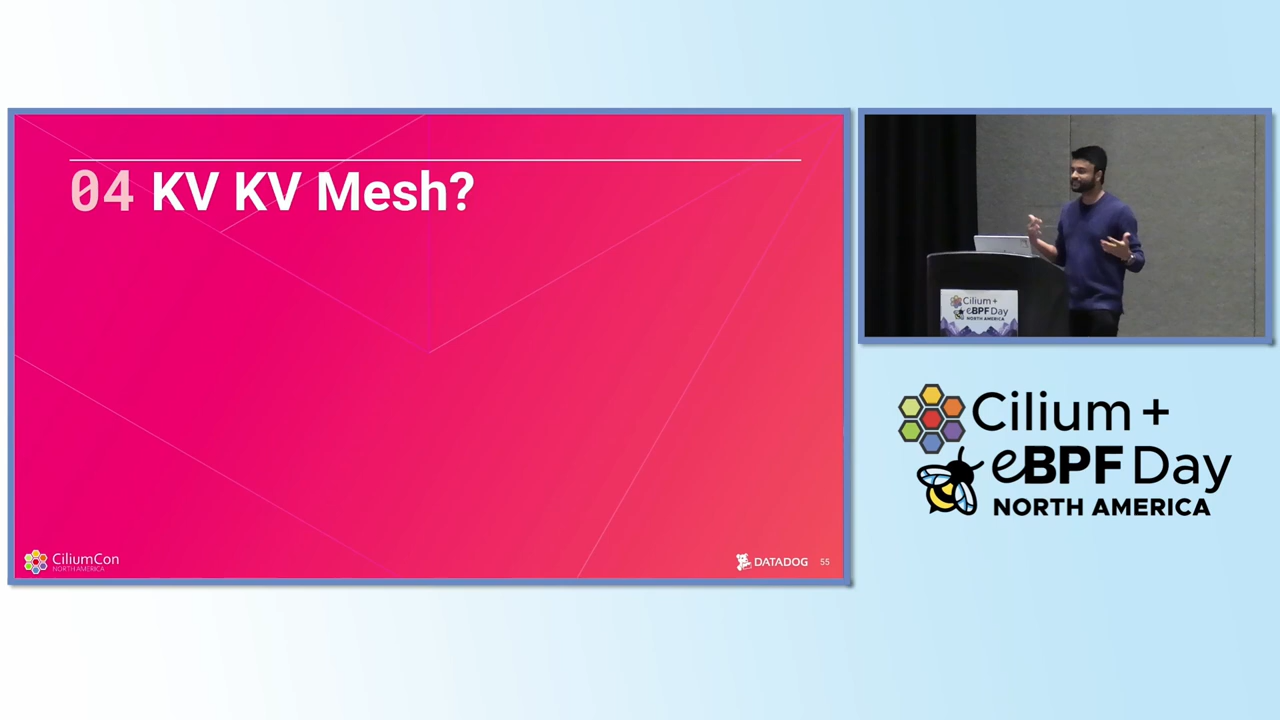 04 KV KV Mesh?
CiliumCon
NORTH AMERICA
DATADOG 55
Cilium +
eBPF Day
NORTH AMERICA
Cilium +
eBPF Day
NORTH AMERICA